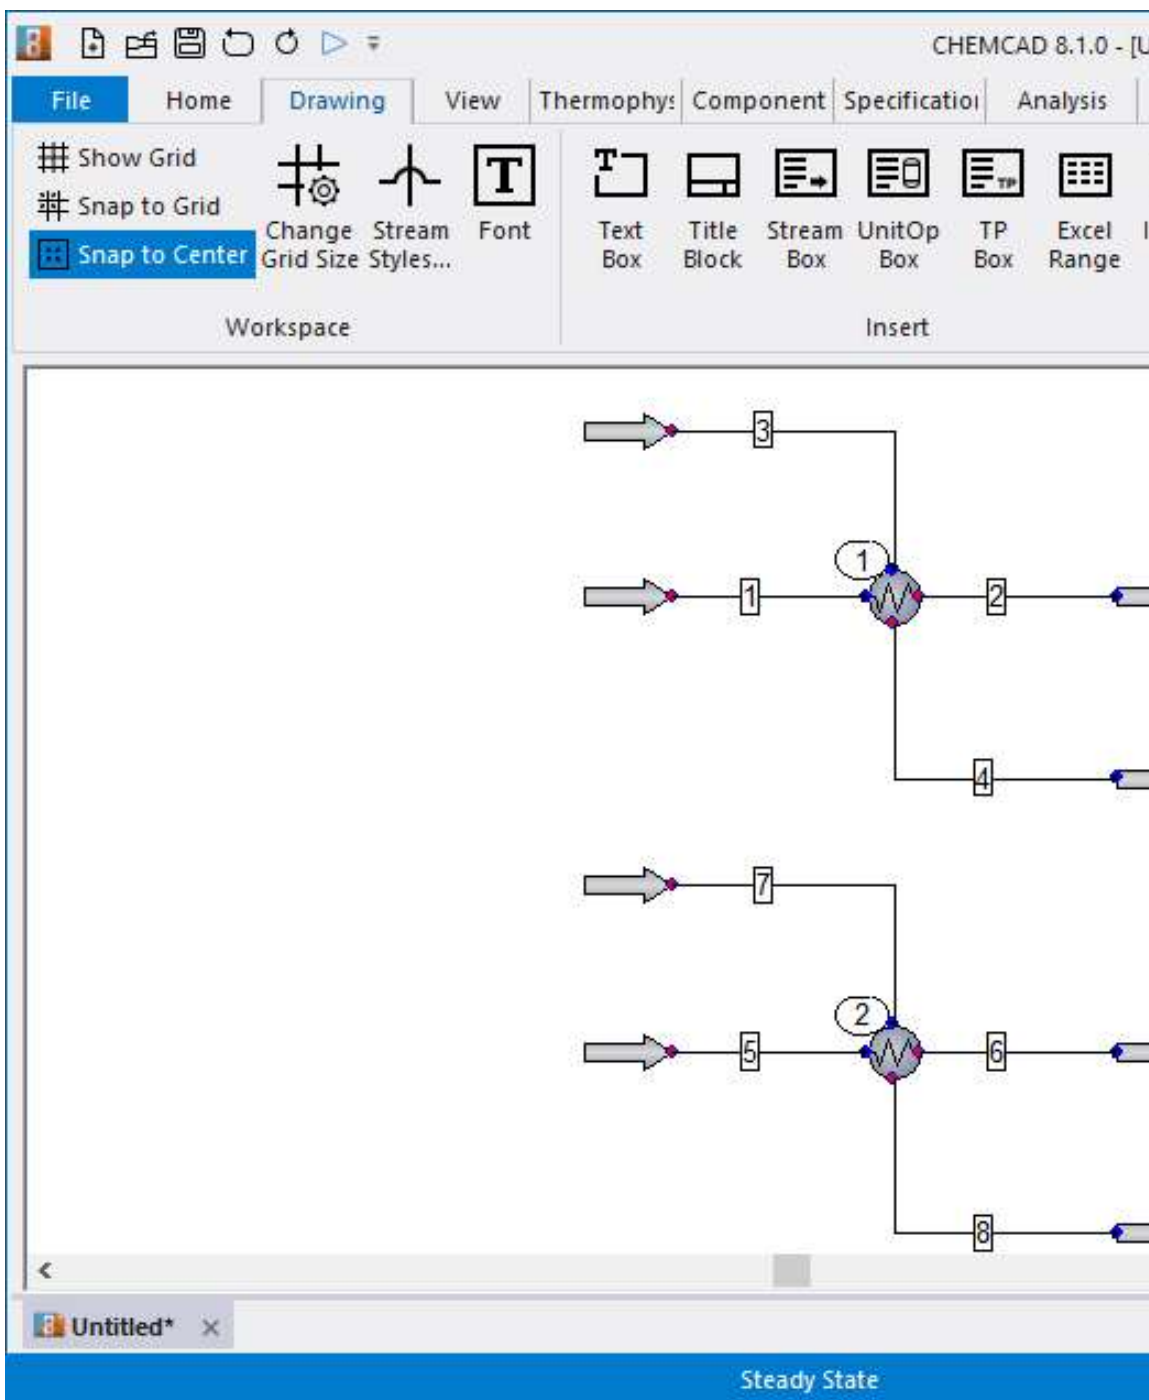 CHEMCAD 8.1.0 - [U
File Home Drawing View Thermophys Component Specification Analysis
Show Grid
Snap to Grid
Snap to Center
Change Grid Size
Stream Styles...
T
Font
Workspace
T
Text Box
Title Block
Stream Box
UnitOp Box
TP
TP Box
Excel Range
I
Insert
3
1
1
2
4
7
2
5
6
8
Untitled*
Steady State